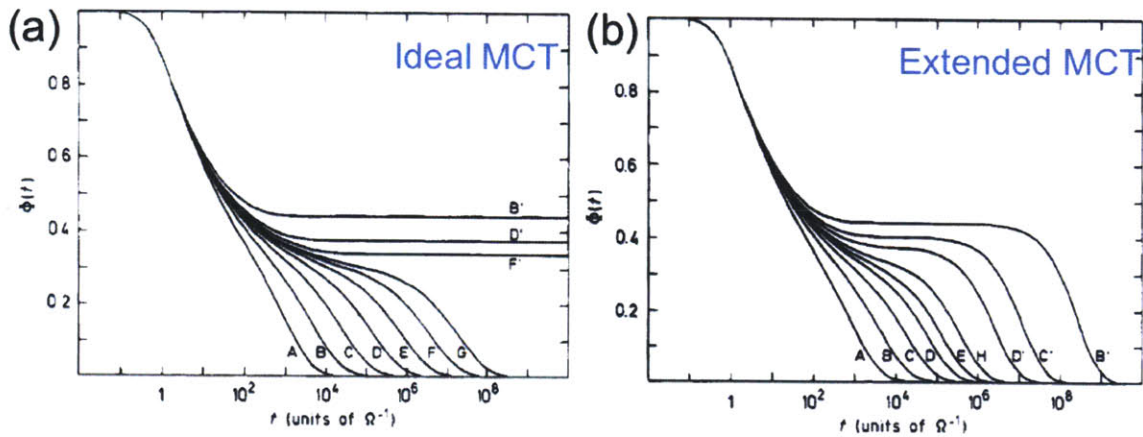 (a)
Ideal MCT
0.8
0.6
0.4
0.2
Φ(t)
B'
D'
F'
A B C D E F G
1 10² 10⁴ 10⁶ 10⁸
t (units of Ω⁻¹)
(b)
Extended MCT
0.8
0.6
0.4
0.2
Φ(t)
A B C D E H D' C' B'
1 10² 10⁴ 10⁶ 10⁸
t (units of Ω⁻¹)